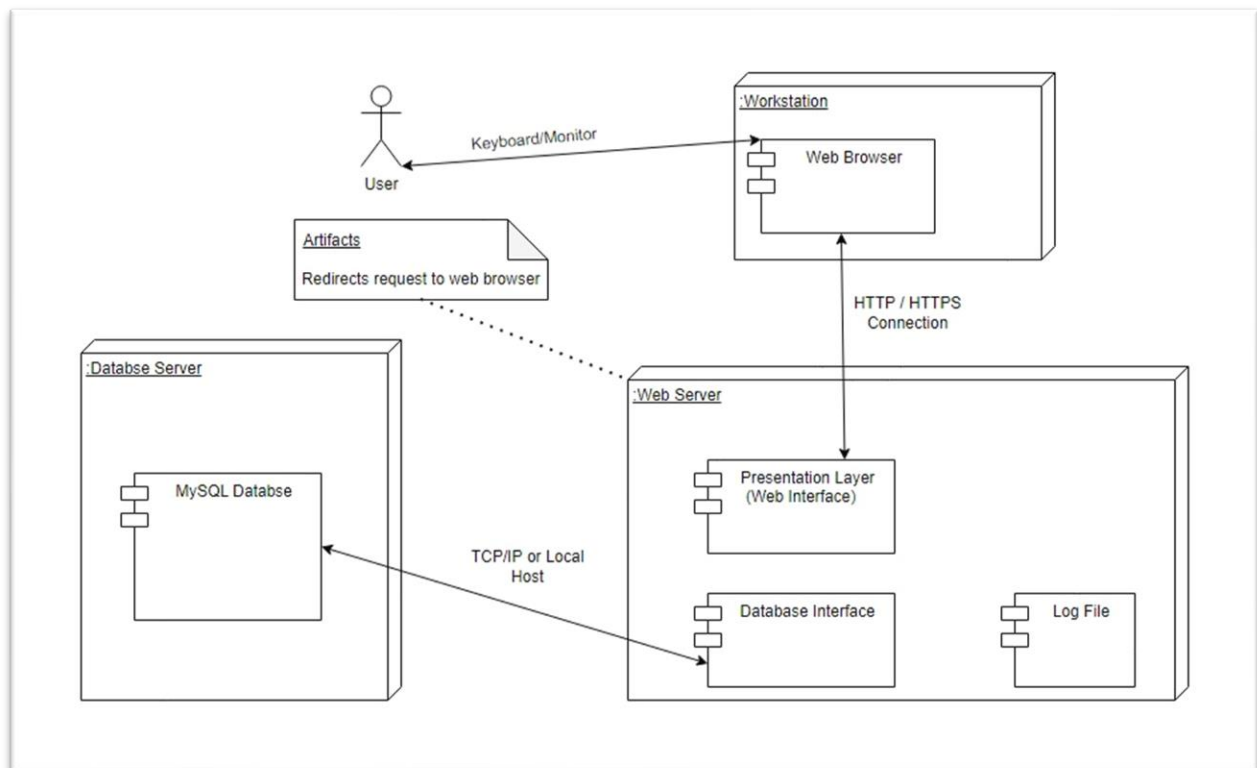 :Workstation
Web Browser
Keyboard/Monitor
User
Artifacts
Redirects request to web browser
HTTP / HTTPS
Connection
:Databse Server
:Web Server
MySQL Databse
Presentation Layer
(Web Interface)
TCP/IP or Local
Host
Database Interface
Log File